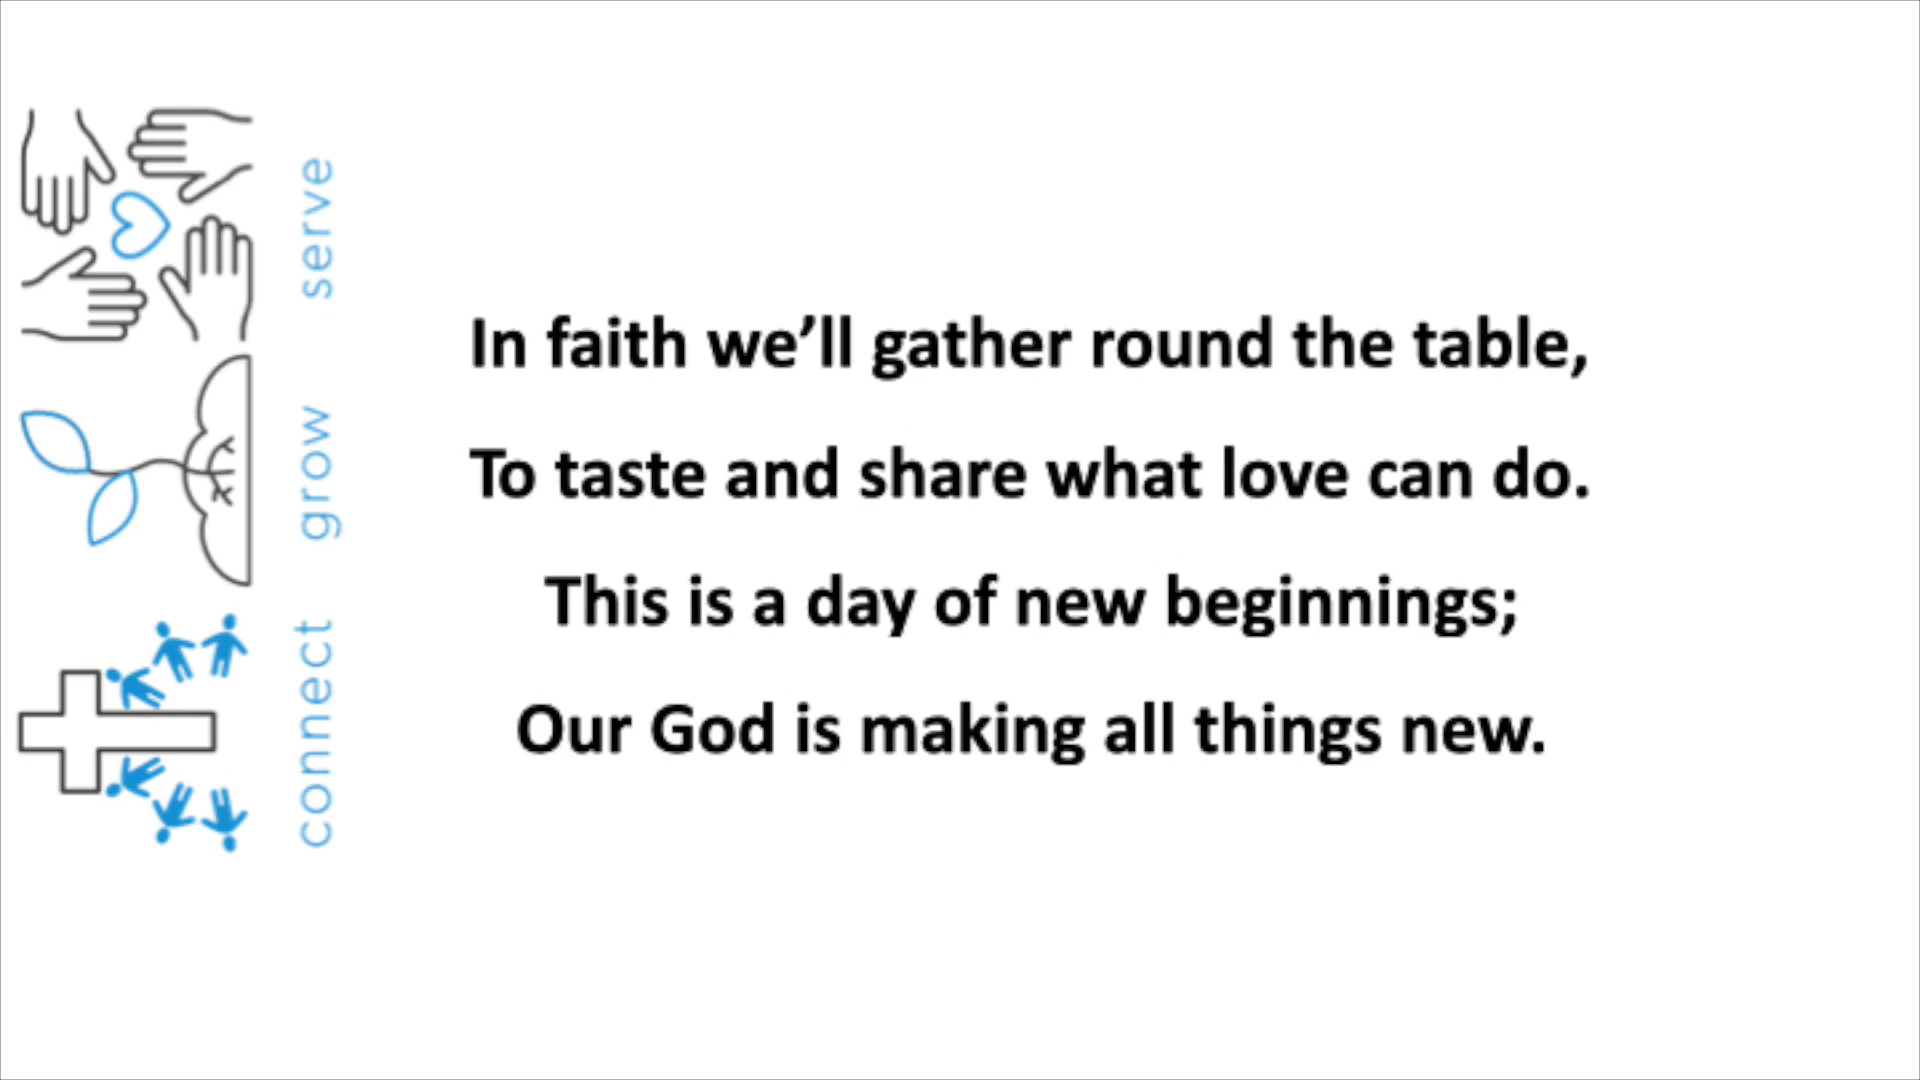 In faith we’ll gather round the table,
To taste and share what love can do.
This is a day of new beginnings;
Our God is making all things new.
connect grow serve